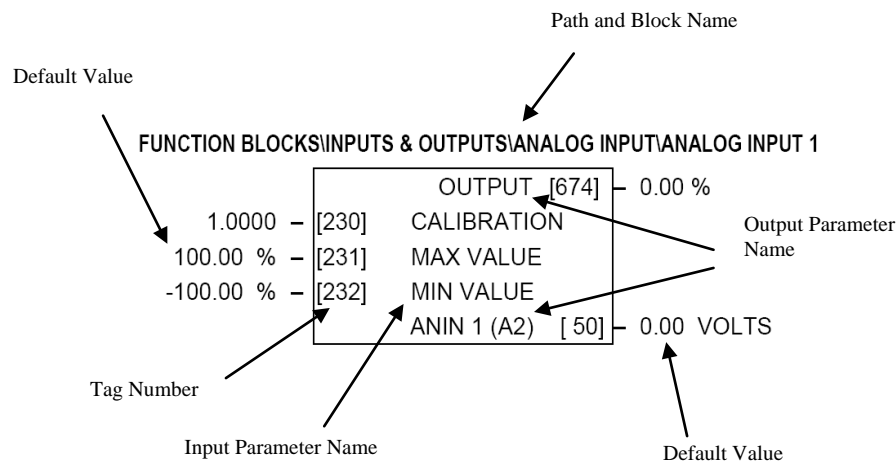 Path and Block Name
Default Value
FUNCTION BLOCKS\INPUTS & OUTPUTS\ANALOG INPUT\ANALOG INPUT 1
OUTPUT [674] – 0.00 %
1.0000 – [230] CALIBRATION
100.00 % – [231] MAX VALUE
-100.00 % – [232] MIN VALUE
ANIN 1 (A2) [ 50] – 0.00 VOLTS
Output Parameter
Name
Tag Number
Input Parameter Name
Default Value